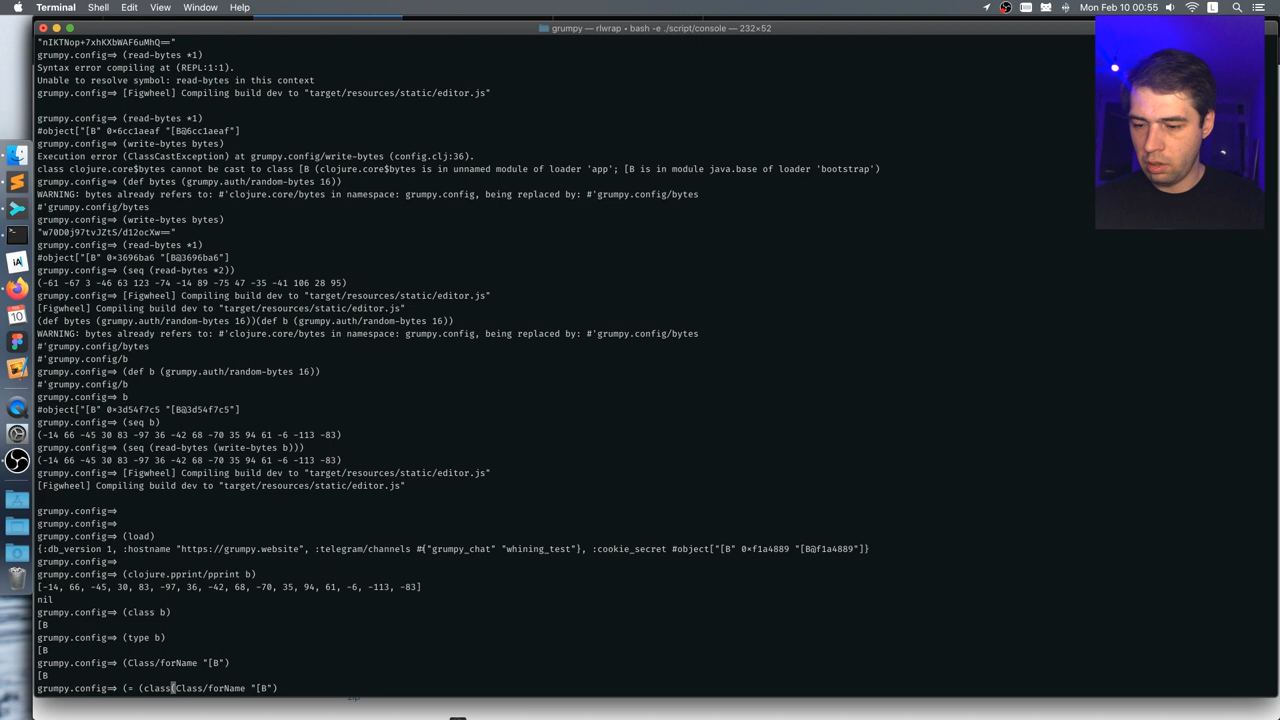 Terminal Shell Edit View Window Help
Mon Feb 10 00:55
grumpy — rlwrap • bash -e ./script/console — 232×52
"nIKTNop+7xhKXbWAF6uMhQ=="
grumpy.config=> (read-bytes *1)
Syntax error compiling at (REPL:1:1).
Unable to resolve symbol: read-bytes in this context
grumpy.config=> [Figwheel] Compiling build dev to "target/resources/static/editor.js"
grumpy.config=> (read-bytes *1)
#object["[B" 0×6cc1aeaf "[B@6cc1aeaf"]
grumpy.config=> (write-bytes bytes)
Execution error (ClassCastException) at grumpy.config/write-bytes (config.clj:36).
class clojure.core$bytes cannot be cast to class [B (clojure.core$bytes is in unnamed module of loader 'app'; [B is in module java.base of loader 'bootstrap')
grumpy.config=> (def bytes (grumpy.auth/random-bytes 16))
WARNING: bytes already refers to: #'clojure.core/bytes in namespace: grumpy.config, being replaced by: #'grumpy.config/bytes
#'grumpy.config/bytes
grumpy.config=> (write-bytes bytes)
"w70D0j97tvJZtS/d12ocXw=="
grumpy.config=> (read-bytes *1)
#object["[B" 0×3696ba6 "[B@3696ba6"]
grumpy.config=> (seq (read-bytes *2))
(-61 -67 3 -46 63 123 -74 -14 89 -75 47 -35 -41 106 28 95)
grumpy.config=> [Figwheel] Compiling build dev to "target/resources/static/editor.js"
[Figwheel] Compiling build dev to "target/resources/static/editor.js"
(def bytes (grumpy.auth/random-bytes 16))(def b (grumpy.auth/random-bytes 16))
WARNING: bytes already refers to: #'clojure.core/bytes in namespace: grumpy.config, being replaced by: #'grumpy.config/bytes
#'grumpy.config/bytes
#'grumpy.config/b
grumpy.config=> (def b (grumpy.auth/random-bytes 16))
#'grumpy.config/b
grumpy.config=> b
#object["[B" 0×3d54f7c5 "[B@3d54f7c5"]
grumpy.config=> (seq b)
(-14 66 -45 30 83 -97 36 -42 68 -70 35 94 61 -6 -113 -83)
grumpy.config=> (seq (read-bytes (write-bytes b)))
(-14 66 -45 30 83 -97 36 -42 68 -70 35 94 61 -6 -113 -83)
grumpy.config=> [Figwheel] Compiling build dev to "target/resources/static/editor.js"
[Figwheel] Compiling build dev to "target/resources/static/editor.js"
grumpy.config=>
grumpy.config=>
grumpy.config=> (load)
{:db_version 1, :hostname "https://grumpy.website", :telegram/channels #{"grumpy_chat" "whining_test"}, :cookie_secret #object["[B" 0×f1a4889 "[B@f1a4889"]}
grumpy.config=>
grumpy.config=> (clojure.pprint/pprint b)
[-14, 66, -45, 30, 83, -97, 36, -42, 68, -70, 35, 94, 61, -6, -113, -83]
nil
grumpy.config=> (class b)
[B
grumpy.config=> (type b)
[B
grumpy.config=> (Class/forName "[B")
[B
grumpy.config=> (= (class(Class/forName "[B")